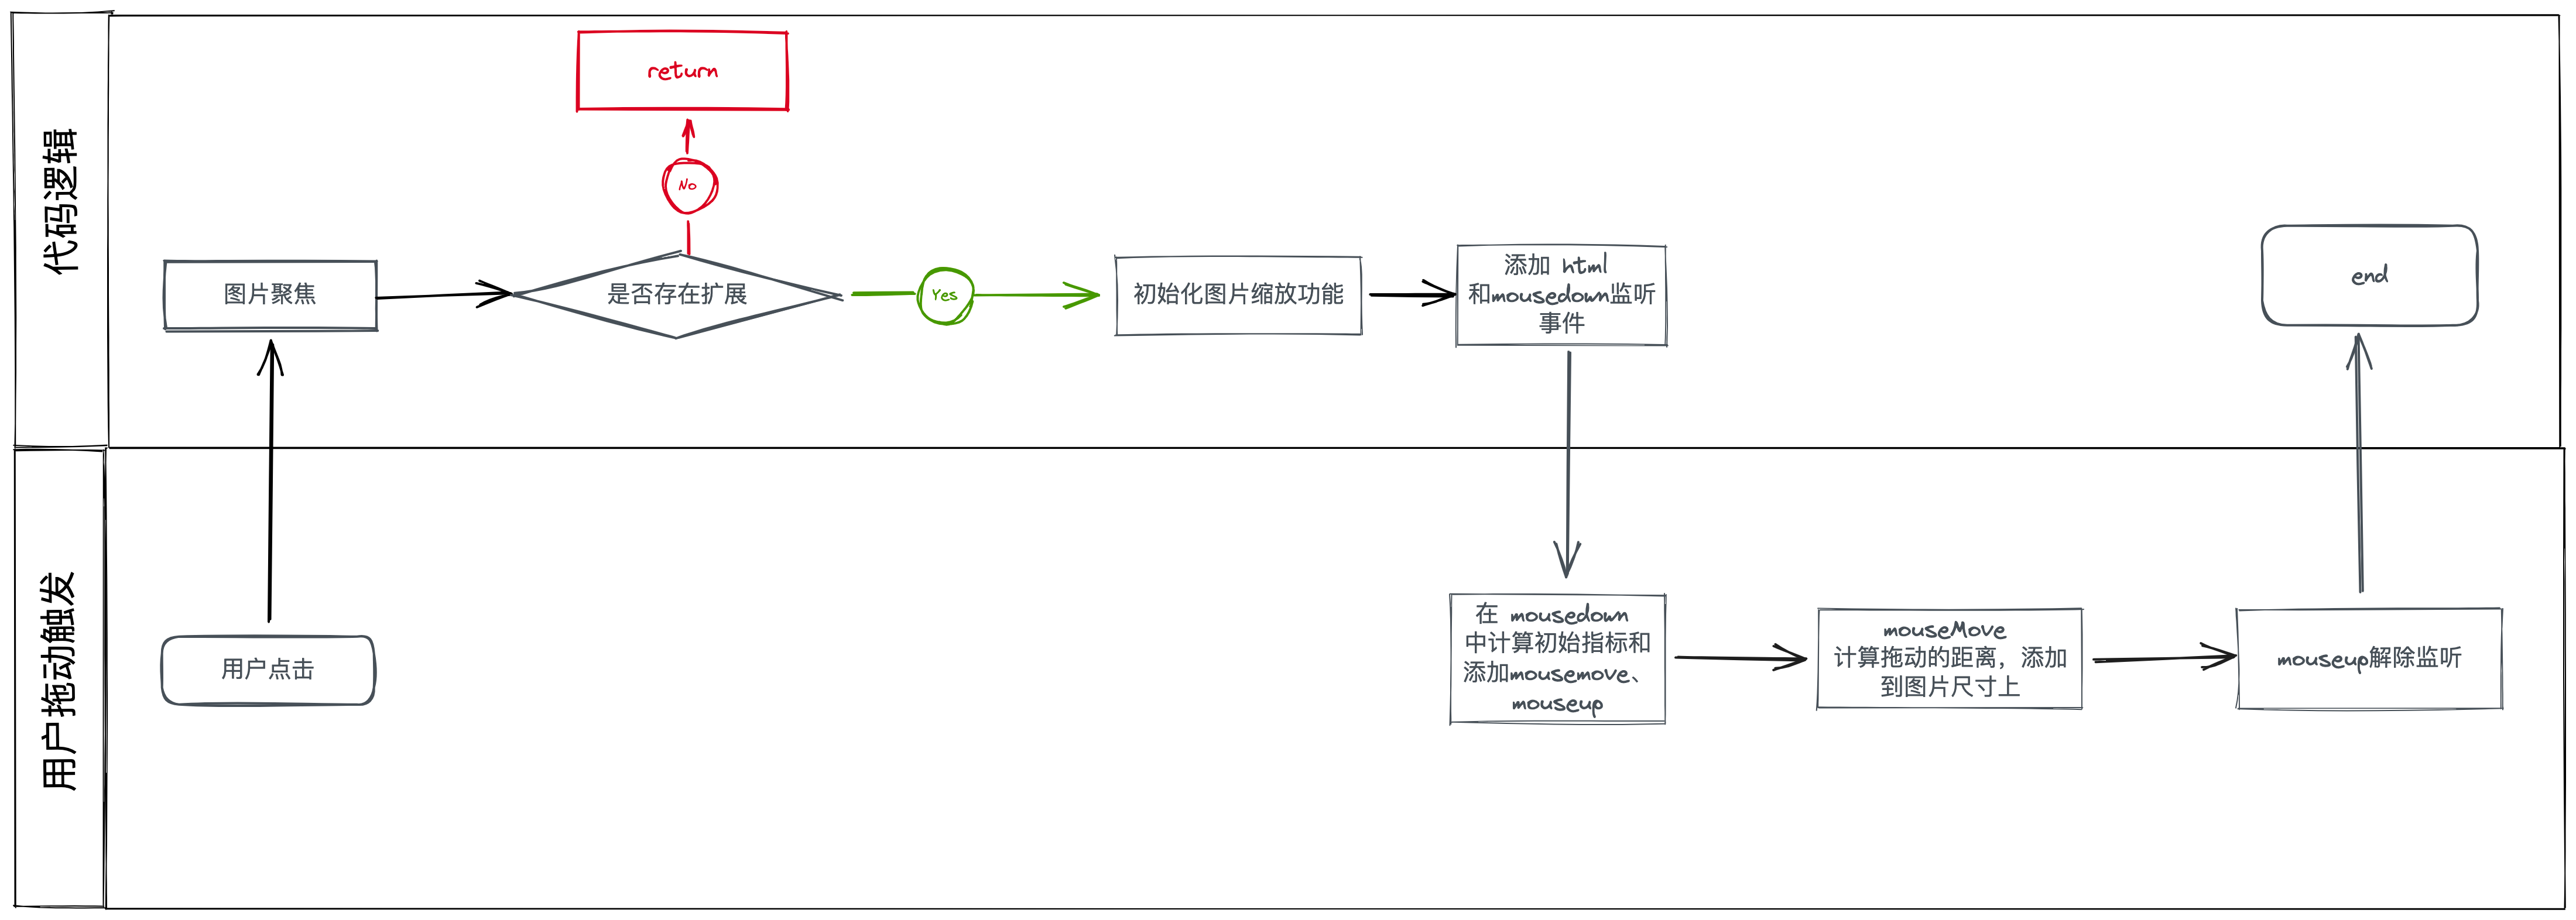 代码逻辑
return
No
图片聚焦
是否存在扩展
Yes
初始化图片缩放功能
添加 html
和mousedown监听
事件
end
用户拖动触发
用户点击
在 mousedown
中计算初始指标和
添加mousemove、
mouseup
mouseMove
计算拖动的距离，添加
到图片尺寸上
mouseup解除监听